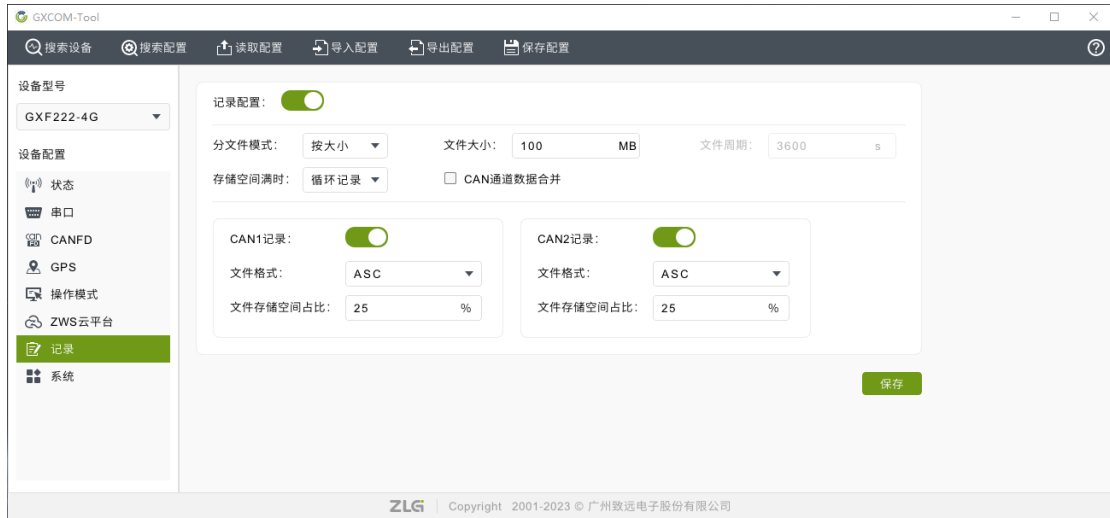 GXCOM-Tool
搜索设备 搜索配置 读取配置 导入配置 导出配置 保存配置
设备型号
GXF222-4G
设备配置
状态
串口
CANFD
GPS
操作模式
ZWS云平台
记录
系统
记录配置：
分文件模式： 按大小 文件大小： 100 MB 文件周期： 3600 s
存储空间满时： 循环记录 CAN通道数据合并
CAN1记录：
文件格式： ASC
文件存储空间占比： 25 %
CAN2记录：
文件格式： ASC
文件存储空间占比： 25 %
保存
ZLG Copyright 2001-2023 © 广州致远电子股份有限公司